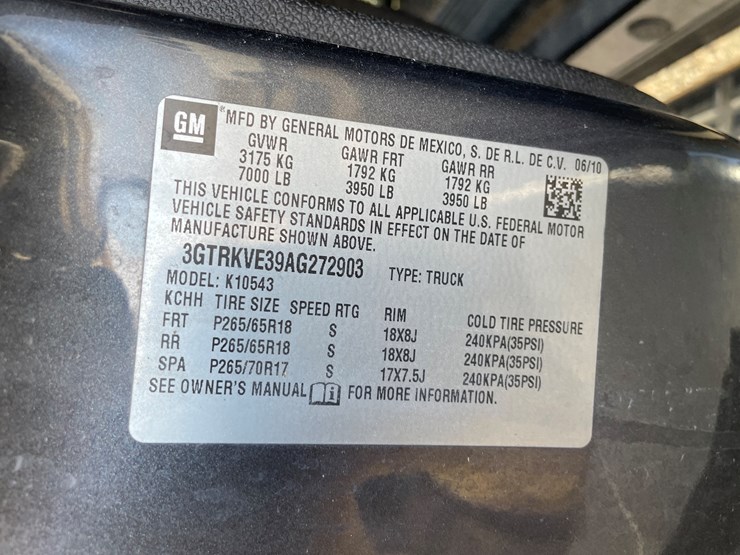 GM
MFD BY GENERAL MOTORS DE MEXICO, S. DE R.L. DE C.V. 06/10
GVWR GAWR FRT GAWR RR
3175 KG 1792 KG 1792 KG
7000 LB 3950 LB 3950 LB
THIS VEHICLE CONFORMS TO ALL APPLICABLE U.S. FEDERAL MOTOR
VEHICLE SAFETY STANDARDS IN EFFECT ON THE DATE OF
MANUFACTURE SHOWN ABOVE.
3GTRKVE39AG272903 TYPE: TRUCK
MODEL: K10543
KCHH TIRE SIZE SPEED RTG RIM COLD TIRE PRESSURE
FRT P265/65R18 S 18X8J 240KPA(35PSI)
RR P265/65R18 S 18X8J 240KPA(35PSI)
SPA P265/70R17 S 17X7.5J 240KPA(35PSI)
SEE OWNER'S MANUAL i FOR MORE INFORMATION.